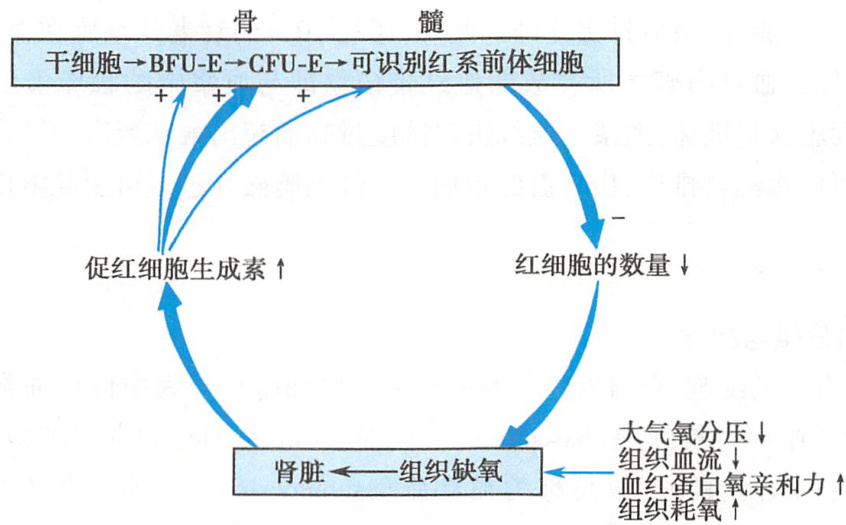 骨 髓
干细胞→BFU-E→CFU-E→可识别红系前体细胞
+ + +
−
促红细胞生成素↑
红细胞的数量↓
肾脏←组织缺氧
大气氧分压↓
组织血流↓
血红蛋白氧亲和力↑
组织耗氧↑